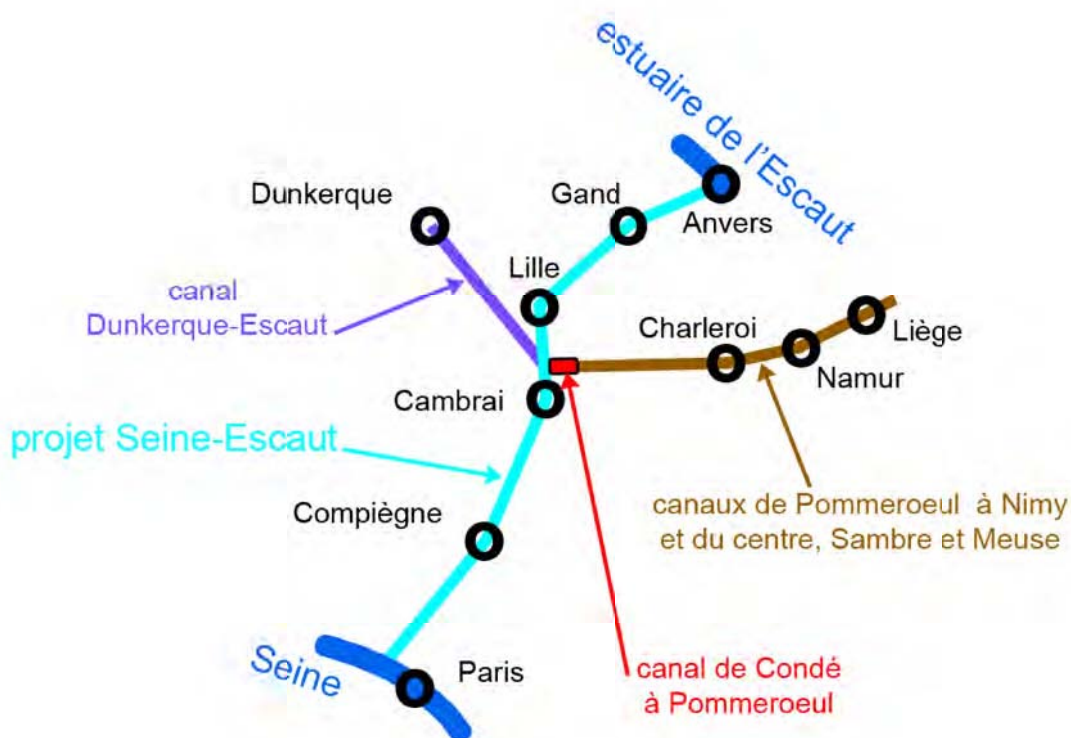 estuaire de l'Escaut
Dunkerque
Gand
Anvers
Lille
canal
Dunkerque-Escaut
Charleroi
Liège
Namur
Cambrai
projet Seine-Escaut
Compiègne
canaux de Pommeroeul à Nimy
et du centre, Sambre et Meuse
Seine
Paris
canal de Condé
à Pommeroeul